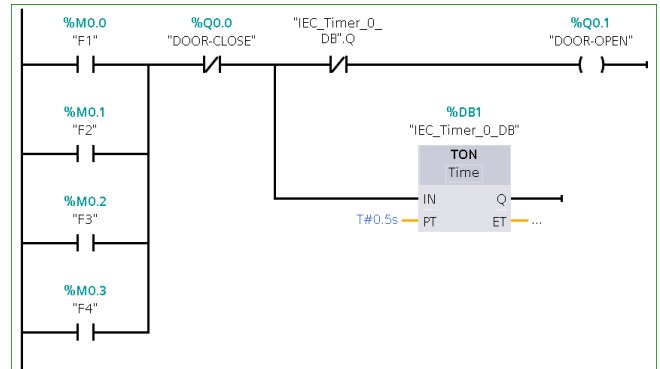 %M0.0
"F1"
%Q0.0
"DOOR-CLOSE"
"IEC_Timer_0_
DB".Q
%Q0.1
"DOOR-OPEN"
%M0.1
"F2"
%DB1
"IEC_Timer_0_DB"
TON
Time
IN Q
T#0.5s PT ET ...
%M0.2
"F3"
%M0.3
"F4"